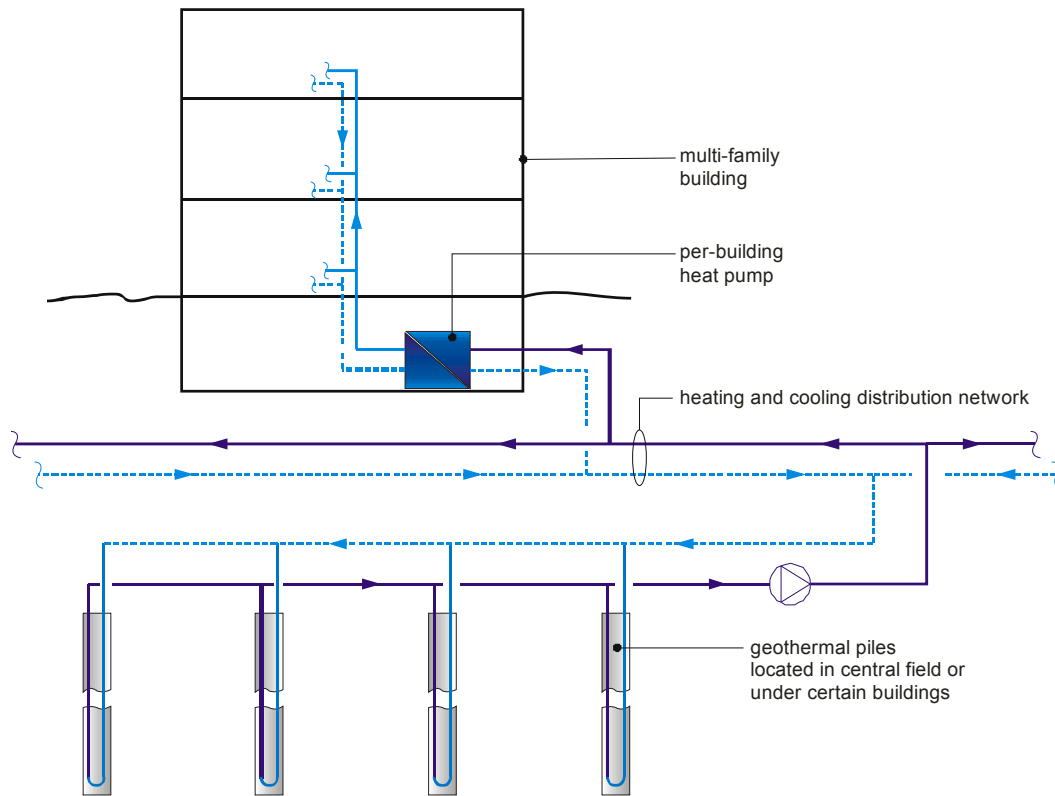 multi-family
building
per-building
heat pump
heating and cooling distribution network
geothermal piles
located in central field or
under certain buildings